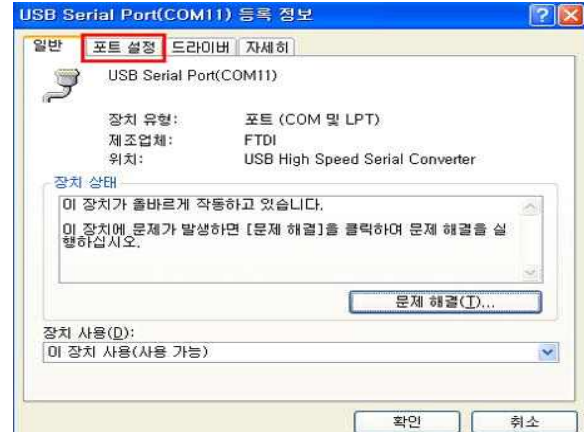 USB Serial Port(COM11) 등록 정보
일반 포트 설정 드라이버 자세히
USB Serial Port(COM11)
장치 유형: 포트 (COM 및 LPT)
제조업체: FTDI
위치: USB High Speed Serial Converter
장치 상태
이 장치가 올바르게 작동하고 있습니다.
이 장치에 문제가 발생하면 [문제 해결]을 클릭하여 문제 해결을 실
행하십시오.
문제 해결(T)...
장치 사용(D):
이 장치 사용(사용 가능)
확인 취소